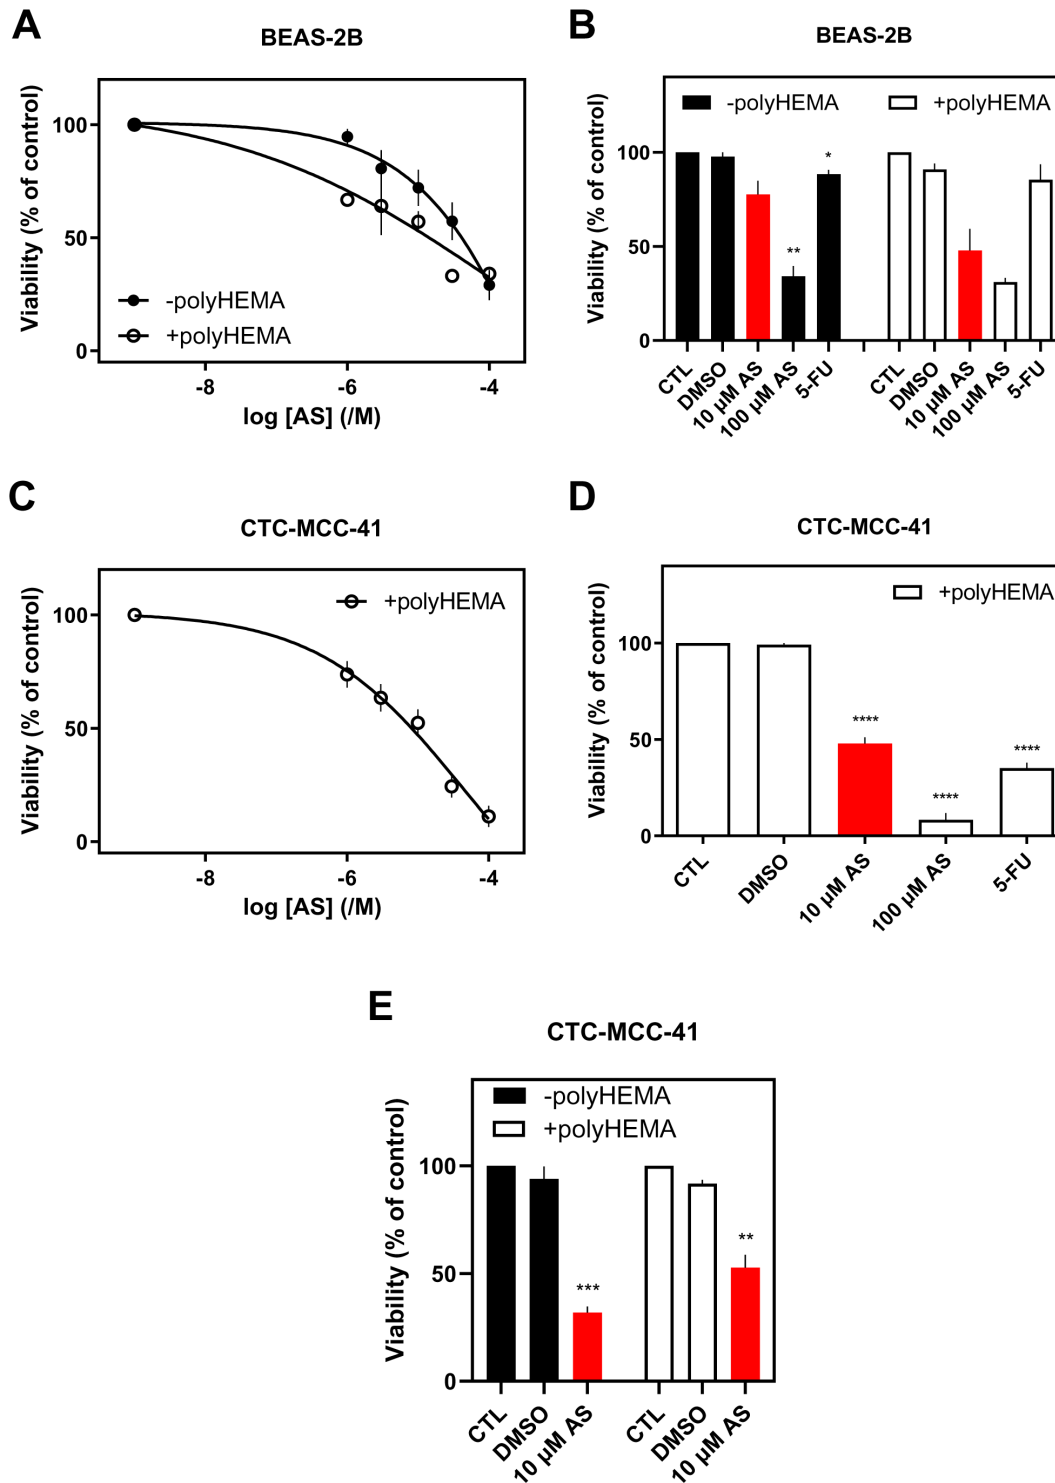 A
BEAS-2B
Viability (% of control)
100
50
0
-polyHEMA
+polyHEMA
-8
-6
-4
log [AS] (/M)
B
BEAS-2B
Viability (% of control)
-polyHEMA
+polyHEMA
100
50
0
*
**
CTL
DMSO
10 µM AS
100 µM AS
5-FU
CTL
DMSO
10 µM AS
100 µM AS
5-FU
C
CTC-MCC-41
Viability (% of control)
+polyHEMA
100
50
0
-8
-6
-4
log [AS] (/M)
D
CTC-MCC-41
Viability (% of control)
+polyHEMA
100
50
0
****
****
****
CTL
DMSO
10 µM AS
100 µM AS
5-FU
E
CTC-MCC-41
Viability (% of control)
-polyHEMA
+polyHEMA
100
50
0
***
**
CTL
DMSO
10 µM AS
CTL
DMSO
10 µM AS